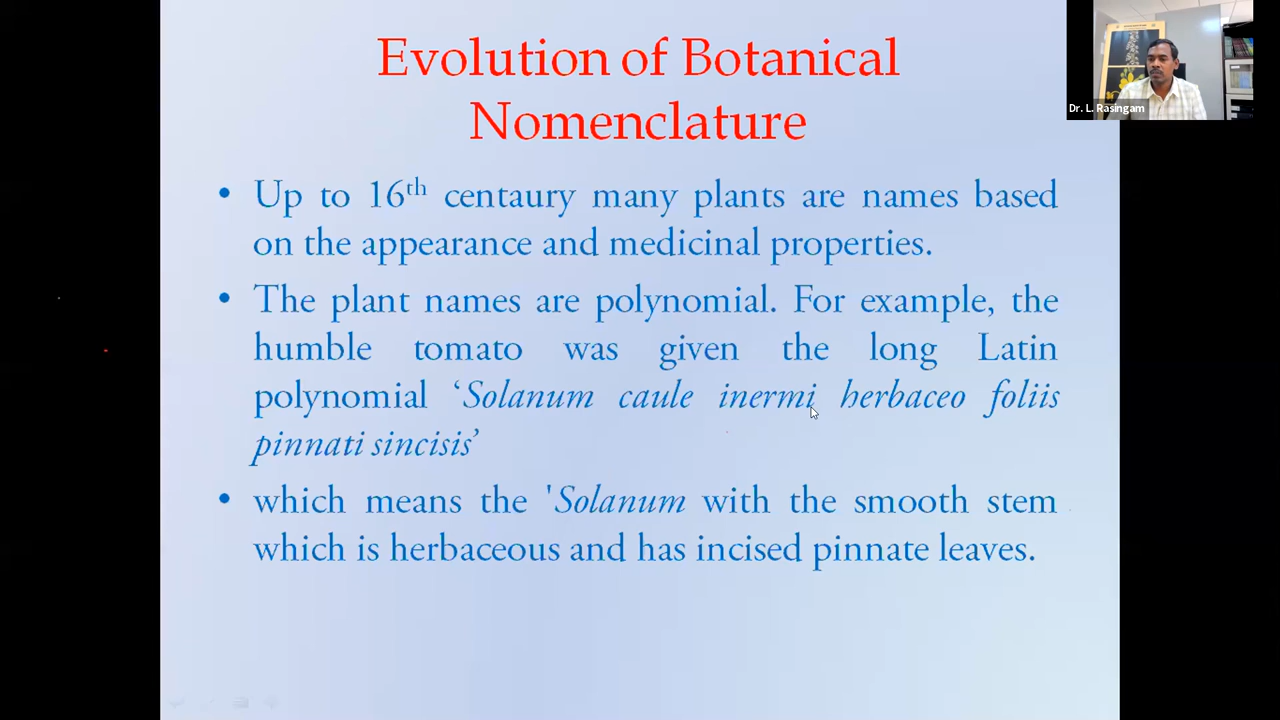 Evolution of Botanical
Nomenclature
Dr. L. Rasingam
• Up to 16th centaury many plants are names based
on the appearance and medicinal properties.
• The plant names are polynomial. For example, the
humble tomato was given the long Latin
polynomial ‘Solanum caule inermi herbaceo foliis
pinnati sincisis’
• which means the 'Solanum with the smooth stem
which is herbaceous and has incised pinnate leaves.